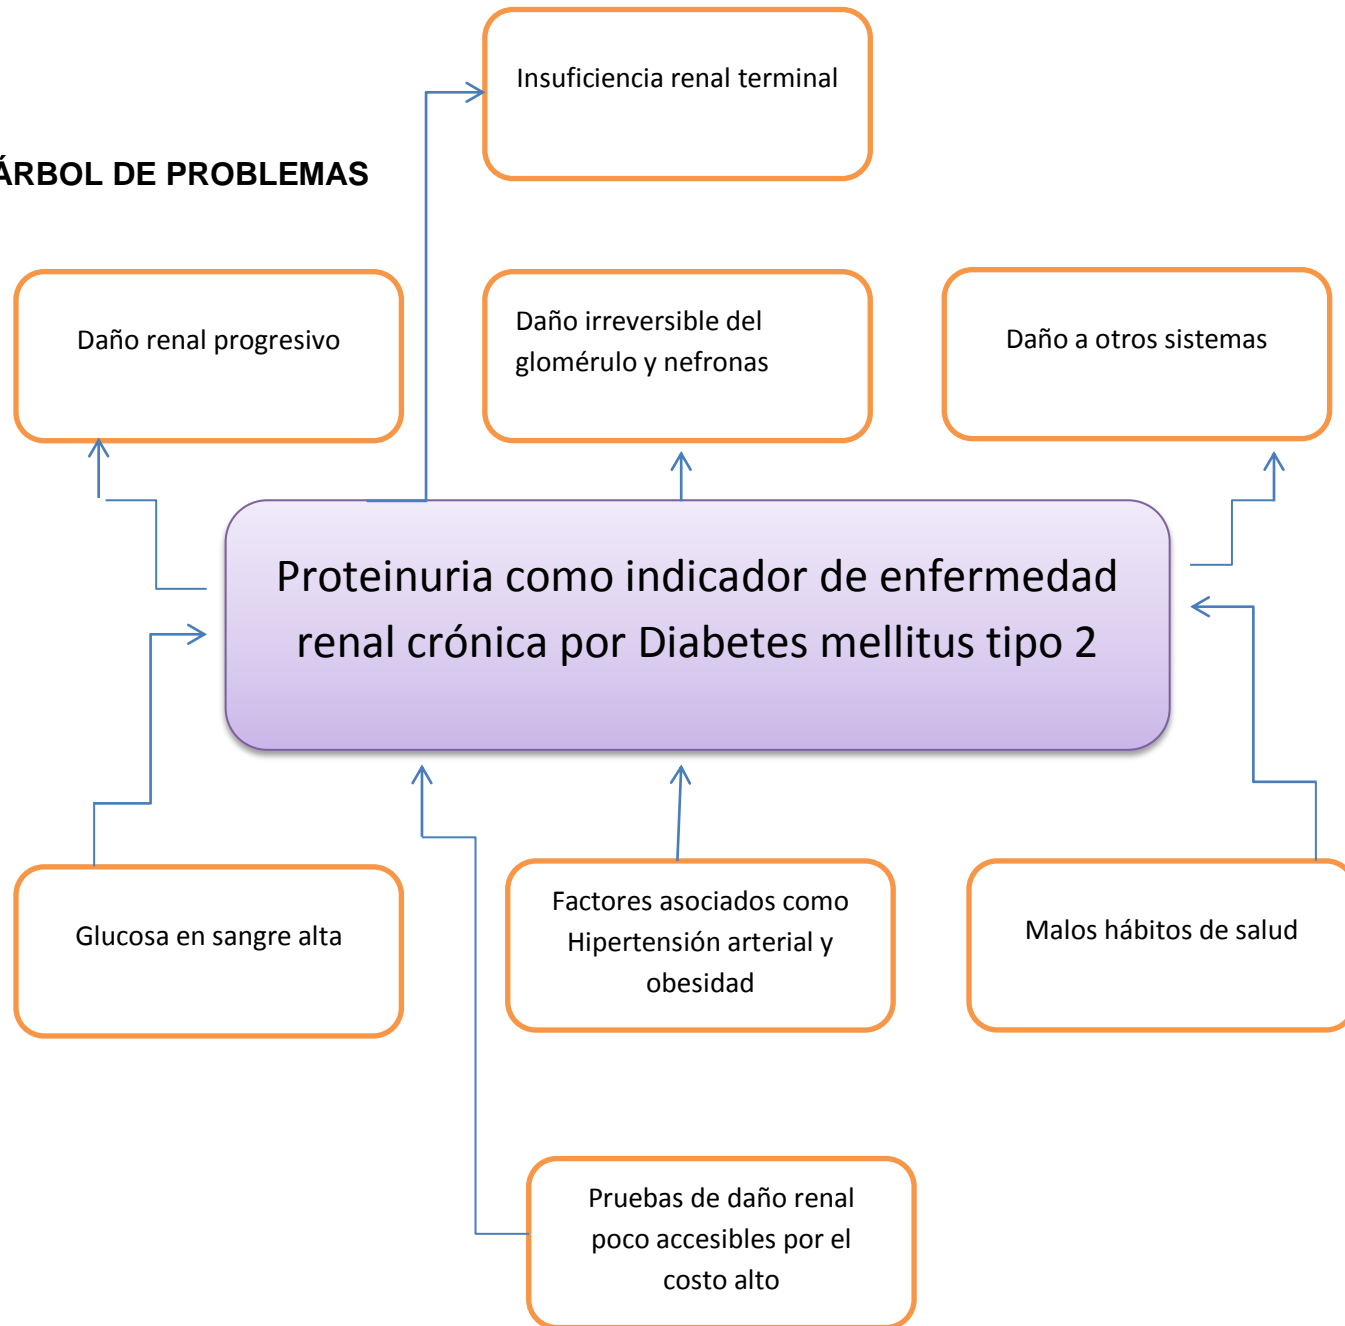 Insuficiencia renal terminal
ÁRBOL DE PROBLEMAS
Daño renal progresivo
Daño irreversible del
glomérulo y nefronas
Daño a otros sistemas
Proteinuria como indicador de enfermedad
renal crónica por Diabetes mellitus tipo 2
Glucosa en sangre alta
Factores asociados como
Hipertensión arterial y
obesidad
Malos hábitos de salud
Pruebas de daño renal
poco accesibles por el
costo alto